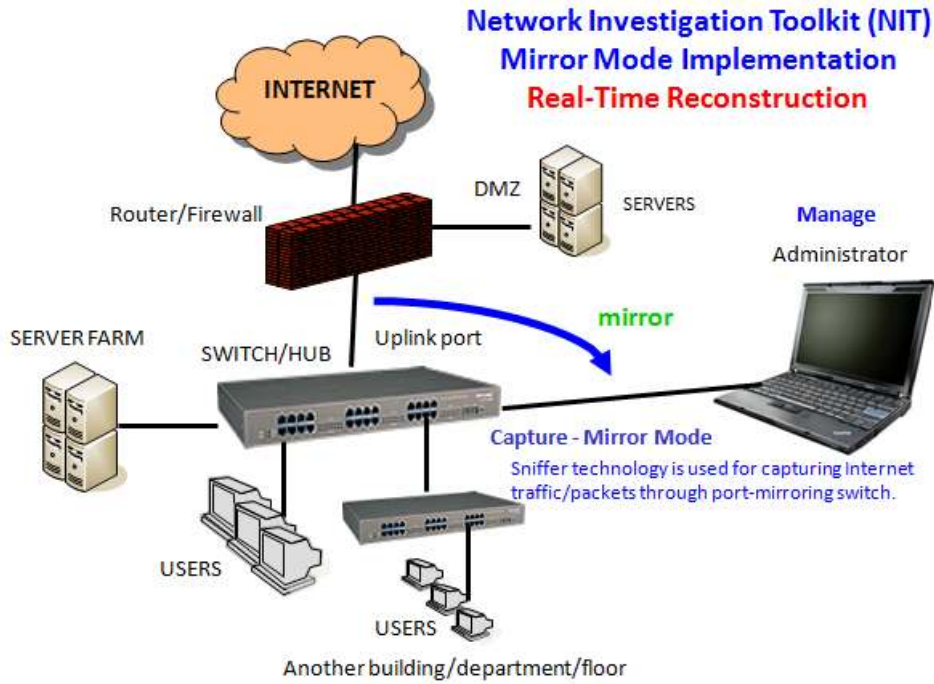 Network Investigation Toolkit (NIT)
Mirror Mode Implementation
Real-Time Reconstruction
INTERNET
DMZ
SERVERS
Router/Firewall
Manage
Administrator
mirror
Uplink port
SERVER FARM
SWITCH/HUB
Capture - Mirror Mode
Sniffer technology is used for capturing Internet
traffic/packets through port-mirroring switch.
USERS
USERS
Another building/department/floor